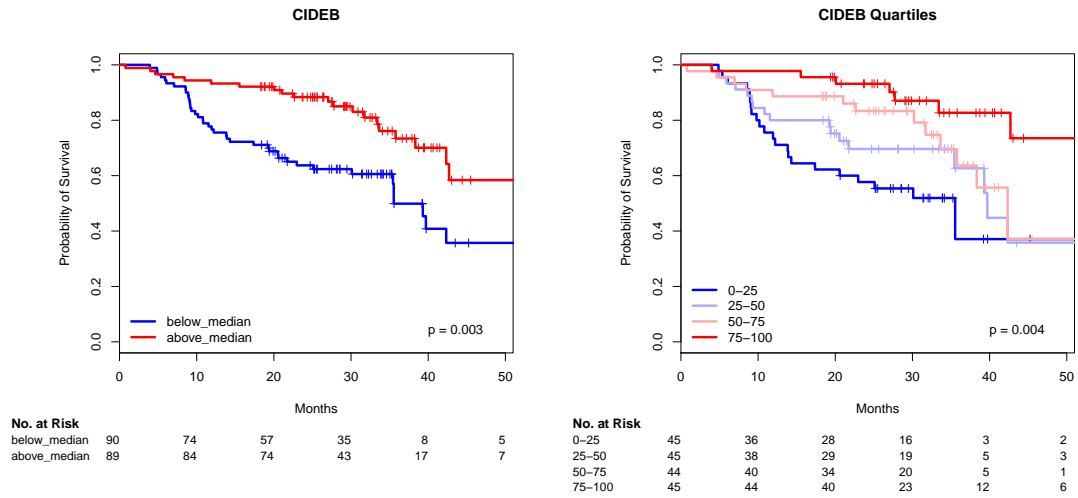 CIDEB
Probability of Survival
1.0
0.8
0.6
0.4
0.2
0.0
below_median
above_median
p = 0.003
0 10 20 30 40 50
Months
No. at Risk
below_median 90 74 57 35 8 5
above_median 89 84 74 43 17 7
CIDEB Quartiles
Probability of Survival
1.0
0.8
0.6
0.4
0.2
0.0
0−25
25−50
50−75
75−100
p = 0.004
0 10 20 30 40 50
Months
No. at Risk
0−25 45 36 28 16 3 2
25−50 45 38 29 19 5 3
50−75 44 40 34 20 5 1
75−100 45 44 40 23 12 6